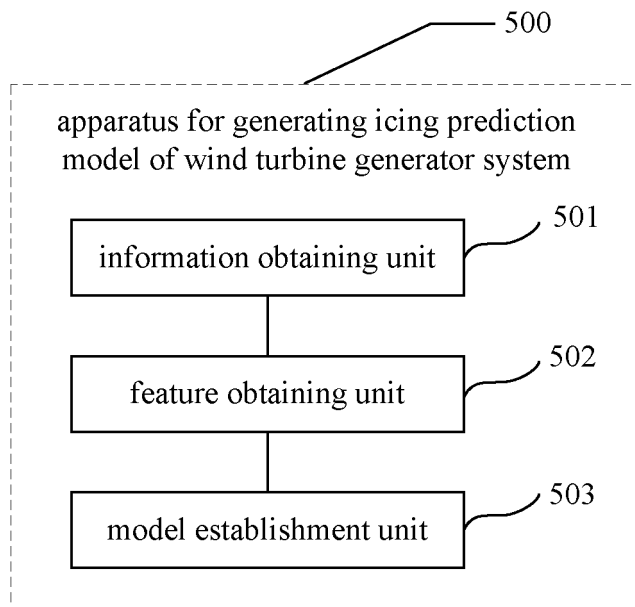 500
apparatus for generating icing prediction
model of wind turbine generator system
501
information obtaining unit
502
feature obtaining unit
503
model establishment unit